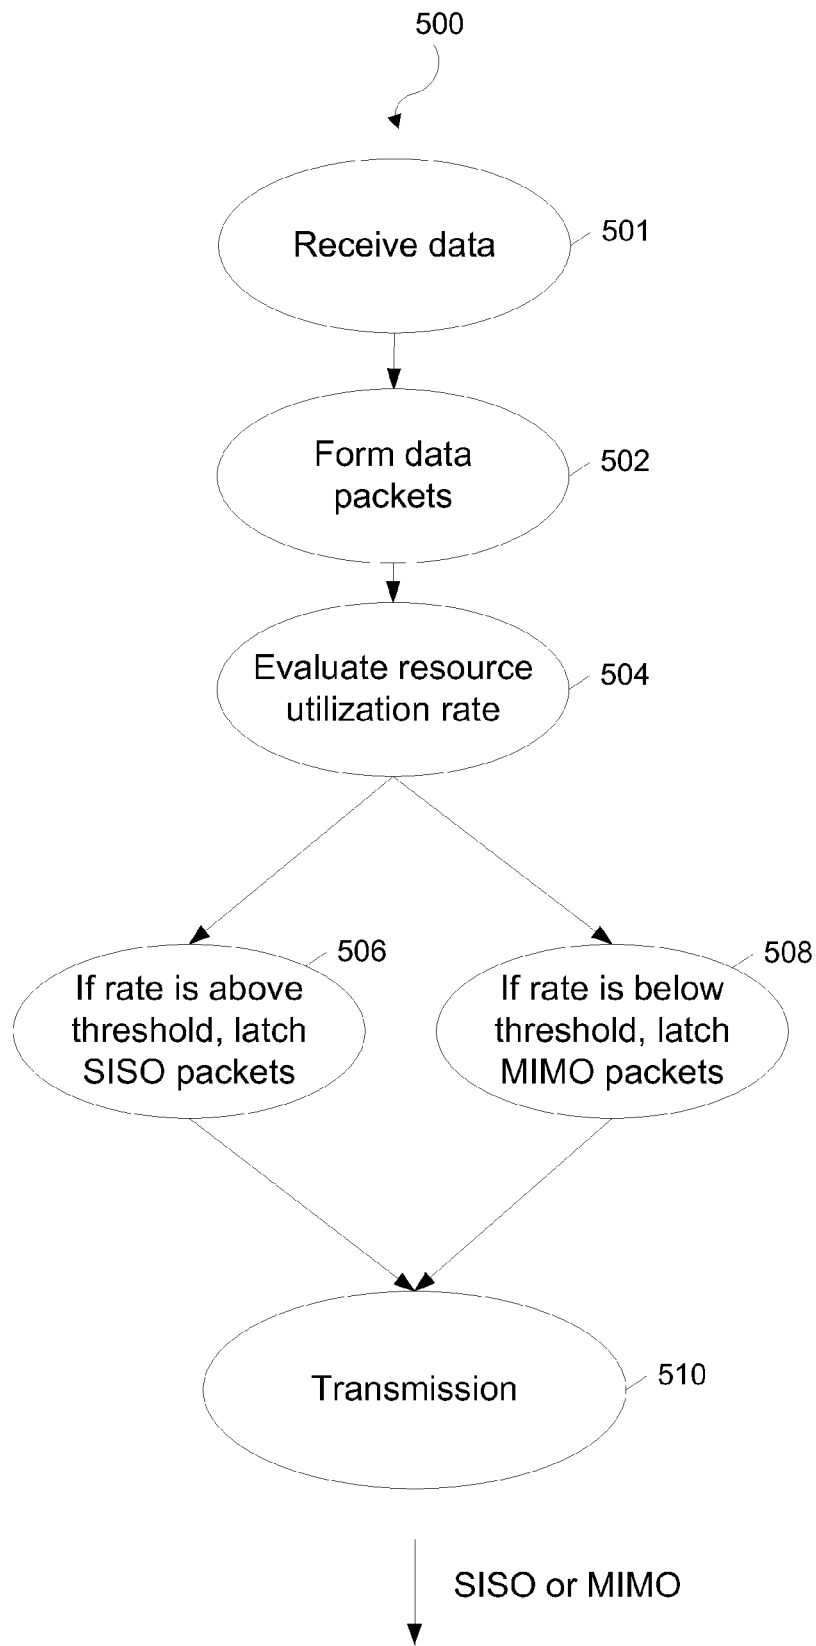 500
Receive data
501
Form data
packets
502
Evaluate resource
utilization rate
504
If rate is above
threshold, latch
SISO packets
506
If rate is below
threshold, latch
MIMO packets
508
Transmission
510
SISO or MIMO